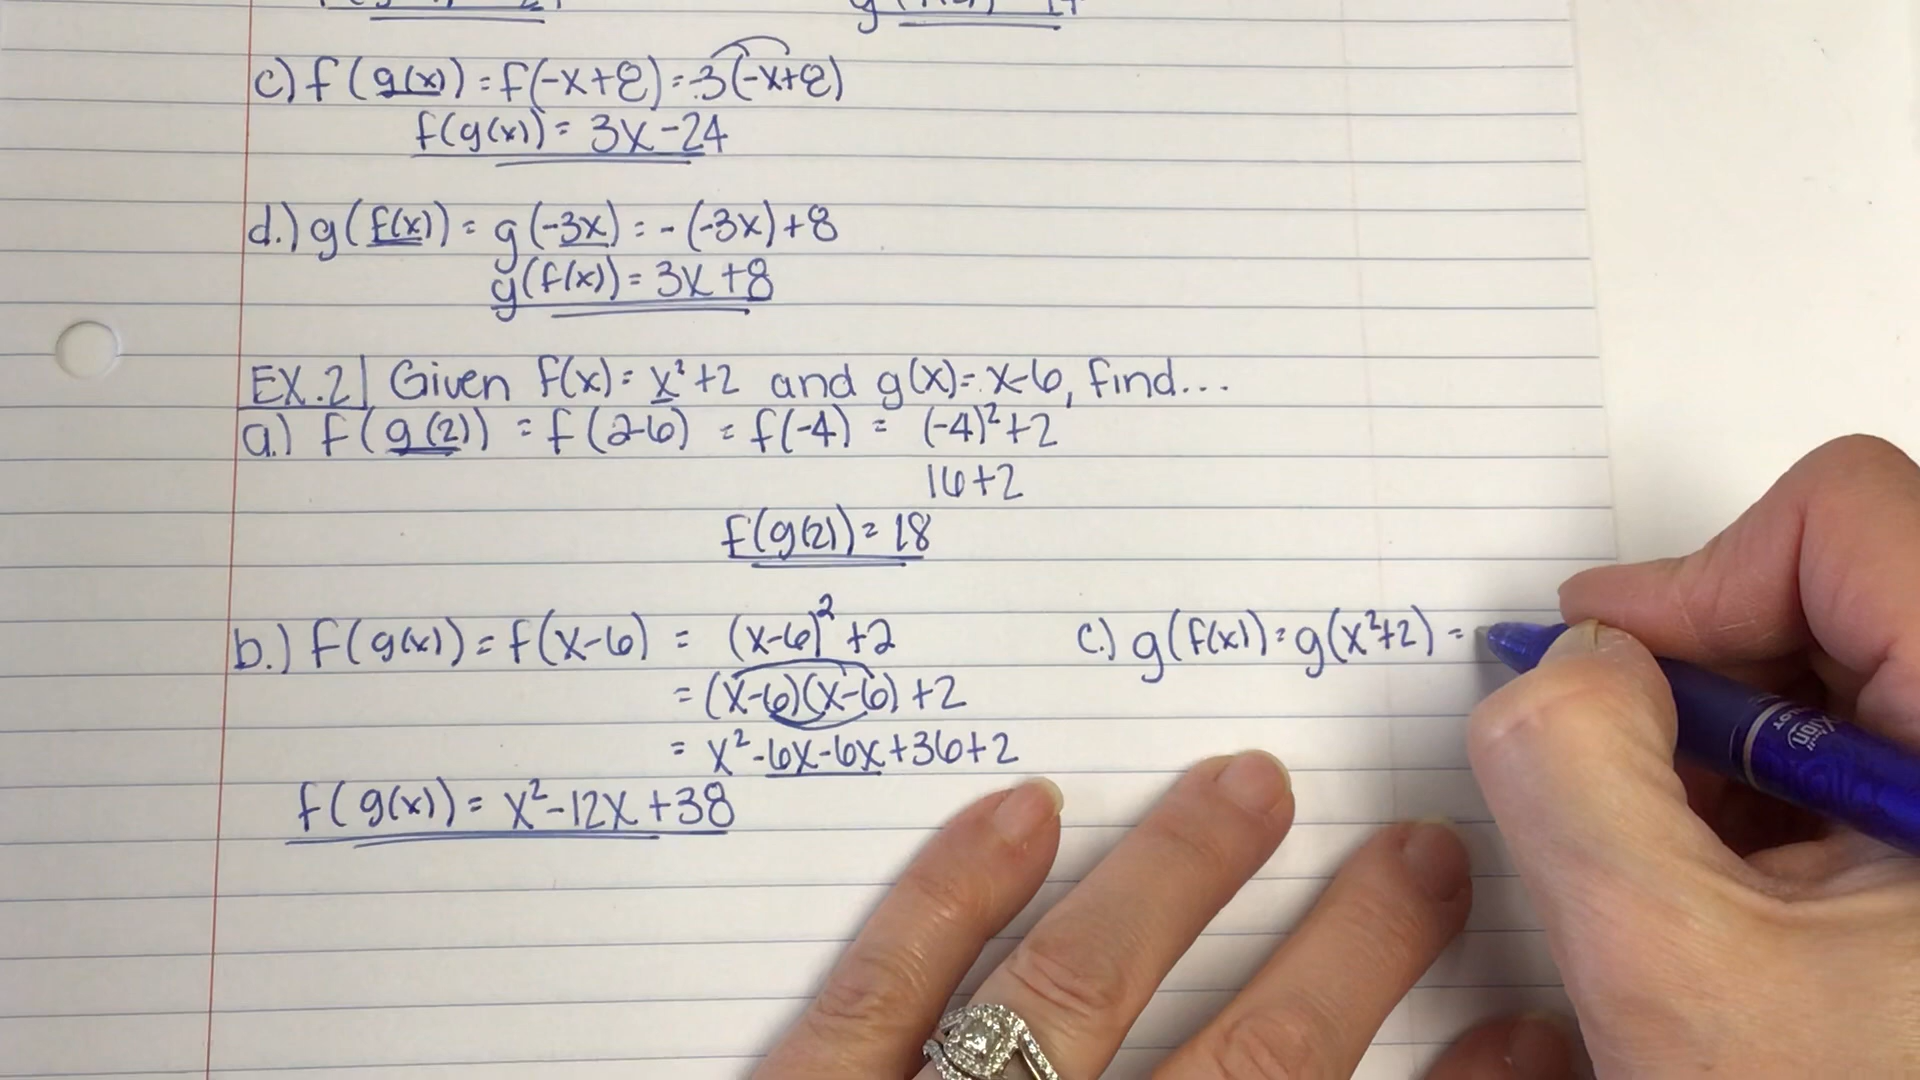 c.) f(g(x)) = f(-x+8) = -3(-x+8)
f(g(x)) = 3x-24
d.) g(f(x)) = g(-3x) = -(-3x)+8
g(f(x)) = 3x+8
EX.2 Given f(x) = x²+2 and g(x) = x-6, find...
a.) f(g(2)) = f(2-6) = f(-4) = (-4)²+2
16+2
f(g(2)) = 18
b.) f(g(x)) = f(x-6) = (x-6)² +2
= (x-6)(x-6) +2
= x²-6x-6x+36+2
f(g(x)) = x²-12x+38
c.) g(f(x)) = g(x²+2) =